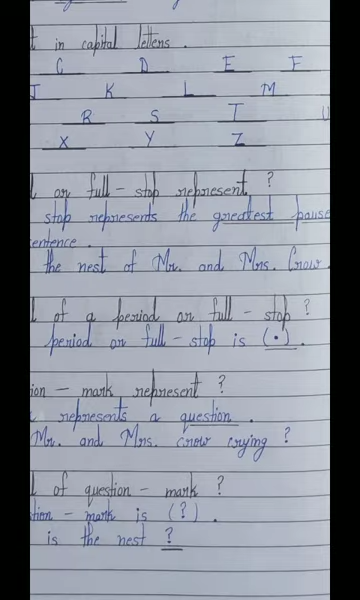 t in capital letters .
C D E F
J K L M
R S T U
X Y Z
or full - stop represent ?
stop represents the greatest pause
entence .
the nest of Mr. and Mrs. Crow .
l of a period or full - stop ?
period or full - stop is (.) .
ion - mark represent ?
represents a question .
Mr. and Mrs. crow crying ?
l of question - mark ?
tion - mark is (?) .
is the nest ?